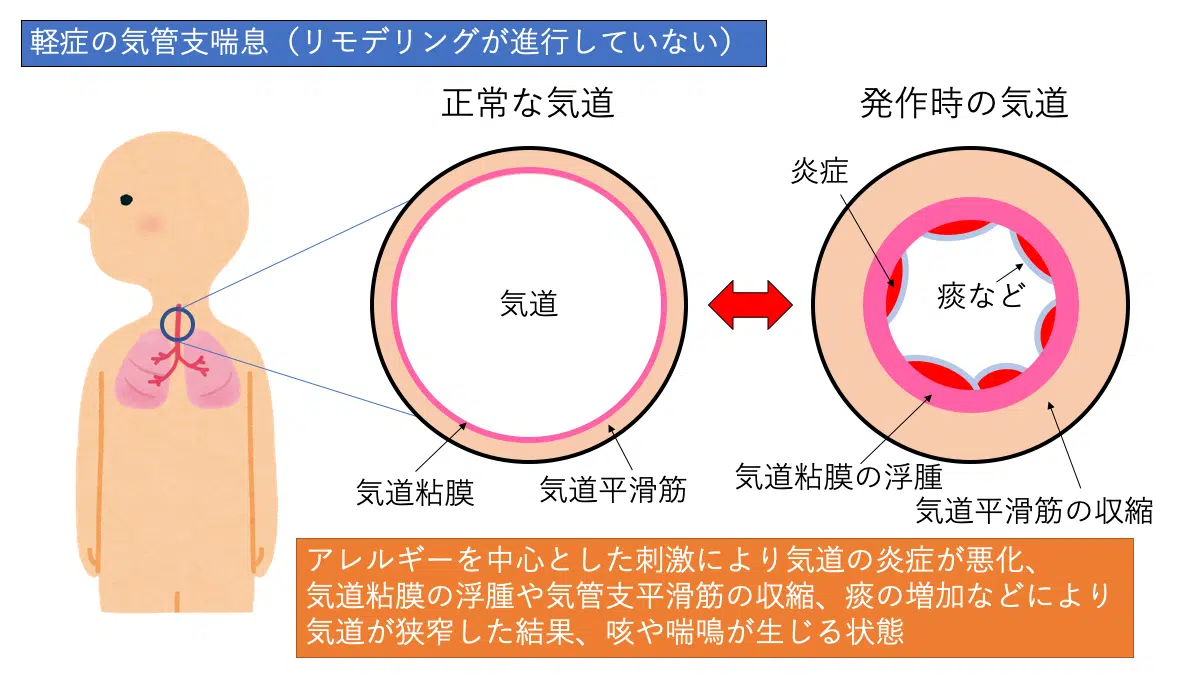 軽症の気管支喘息（リモデリングが進行していない）
正常な気道
発作時の気道
炎症
気道
痰など
気道粘膜
気道平滑筋
気道粘膜の浮腫
気道平滑筋の収縮
アレルギーを中心とした刺激により気道の炎症が悪化、
気道粘膜の浮腫や気管支平滑筋の収縮、痰の増加などにより
気道が狭窄した結果、咳や喘鳴が生じる状態